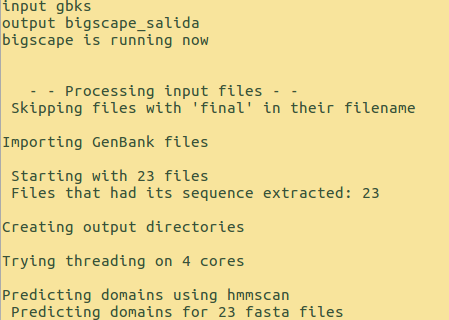 input gbks
output bigscape_salida
bigscape is running now
- - Processing input files - -
Skipping files with 'final' in their filename
Importing GenBank files
Starting with 23 files
Files that had its sequence extracted: 23
Creating output directories
Trying threading on 4 cores
Predicting domains using hmmscan
Predicting domains for 23 fasta files